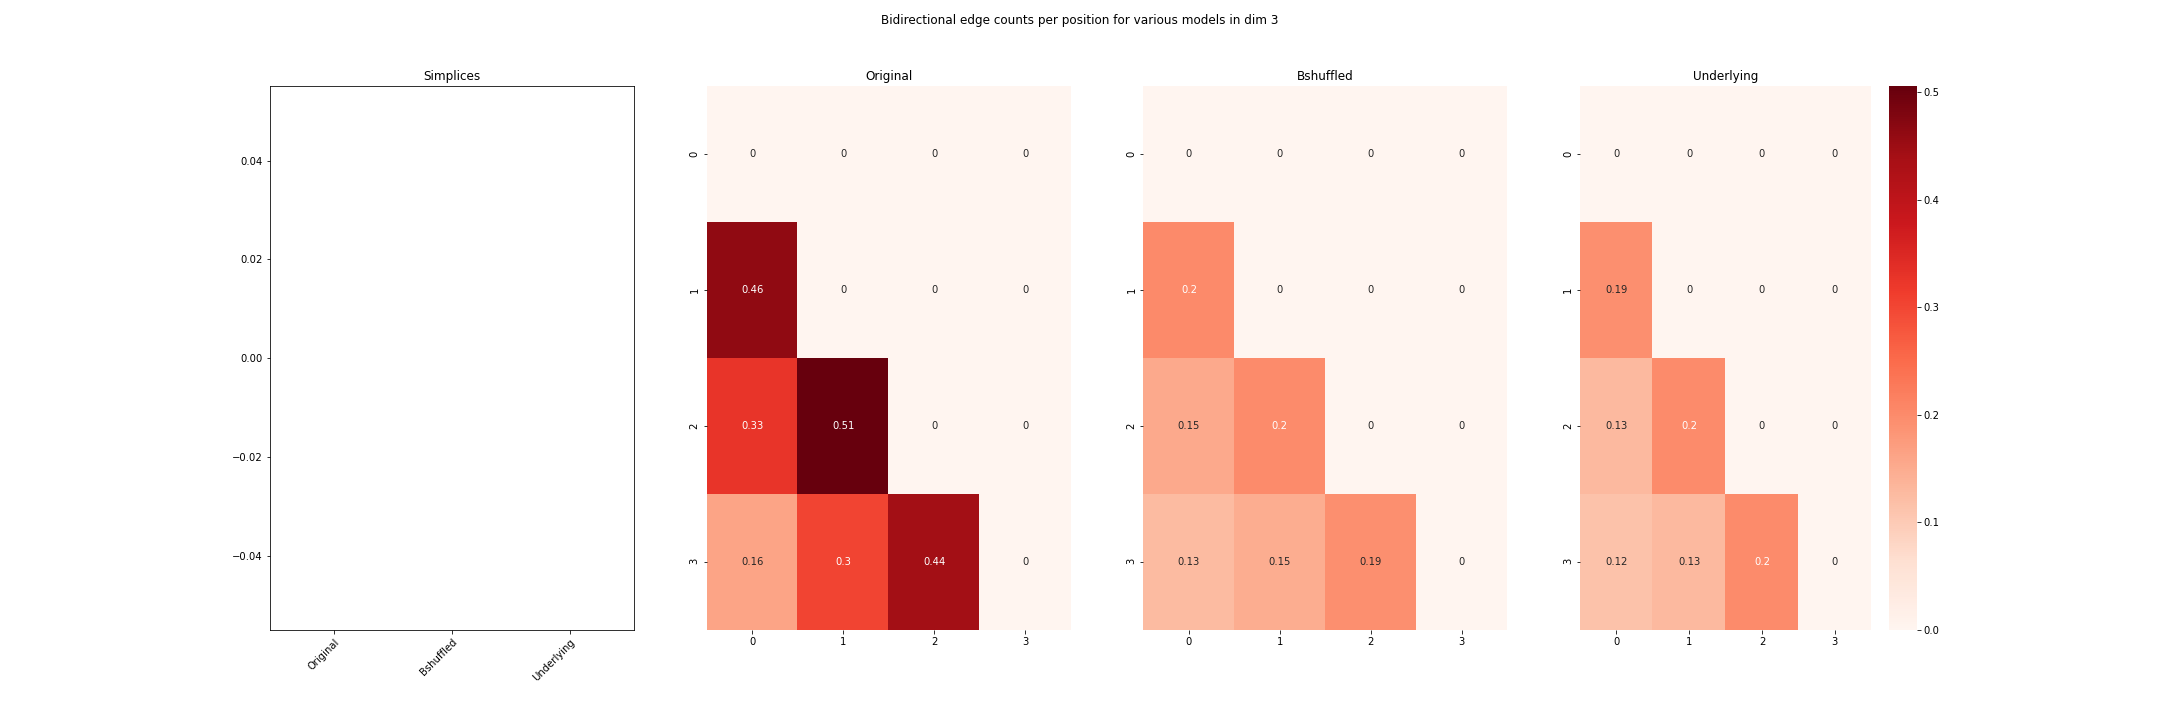 Bidirectional edge counts per position for various models in dim 3
Simplices
0.04
0.02
0.00
−0.02
−0.04
Original
Bshuffled
Underlying
Original
0
0 0 0 0
1
0.46 0 0 0
2
0.33 0.51 0 0
3
0.16 0.3 0.44 0
0 1 2 3
Bshuffled
0
0 0 0 0
1
0.2 0 0 0
2
0.15 0.2 0 0
3
0.13 0.15 0.19 0
0 1 2 3
Underlying
0
0 0 0 0
1
0.19 0 0 0
2
0.13 0.2 0 0
3
0.12 0.13 0.2 0
0 1 2 3
0.5
0.4
0.3
0.2
0.1
0.0